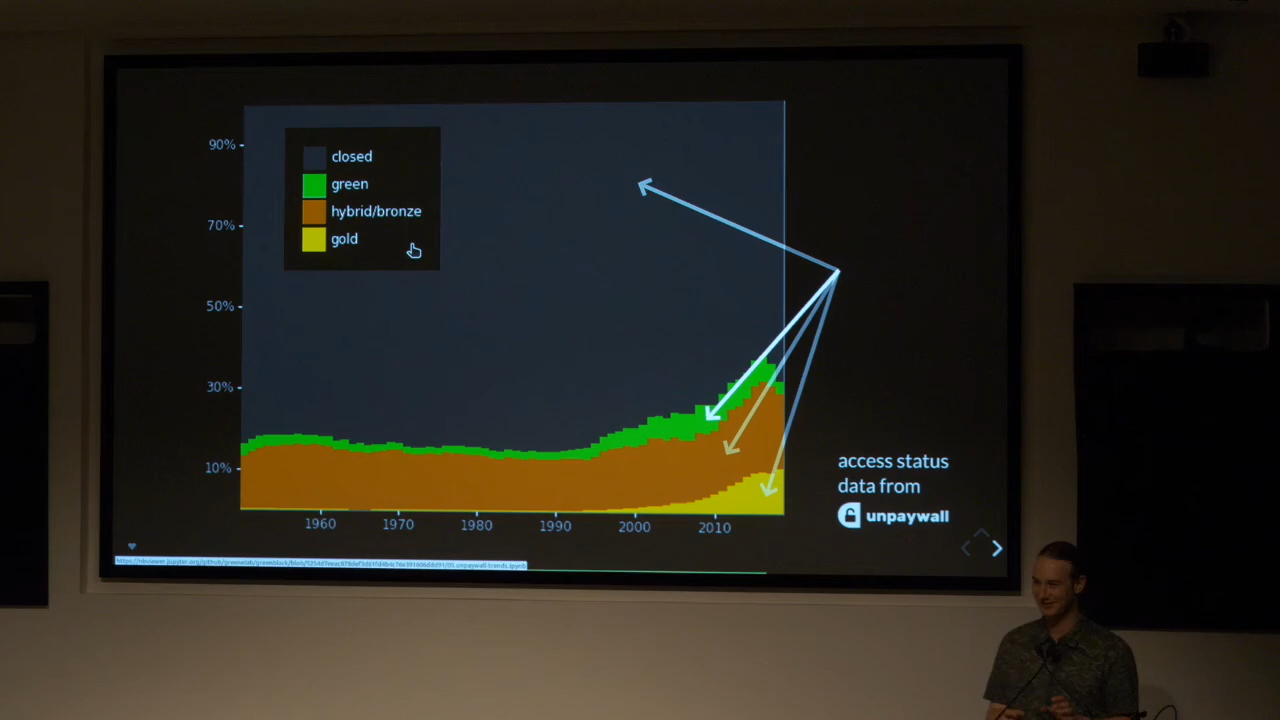 90%
70%
50%
30%
10%
closed
green
hybrid/bronze
gold
1960
1970
1980
1990
2000
2010
access status
data from
unpaywall